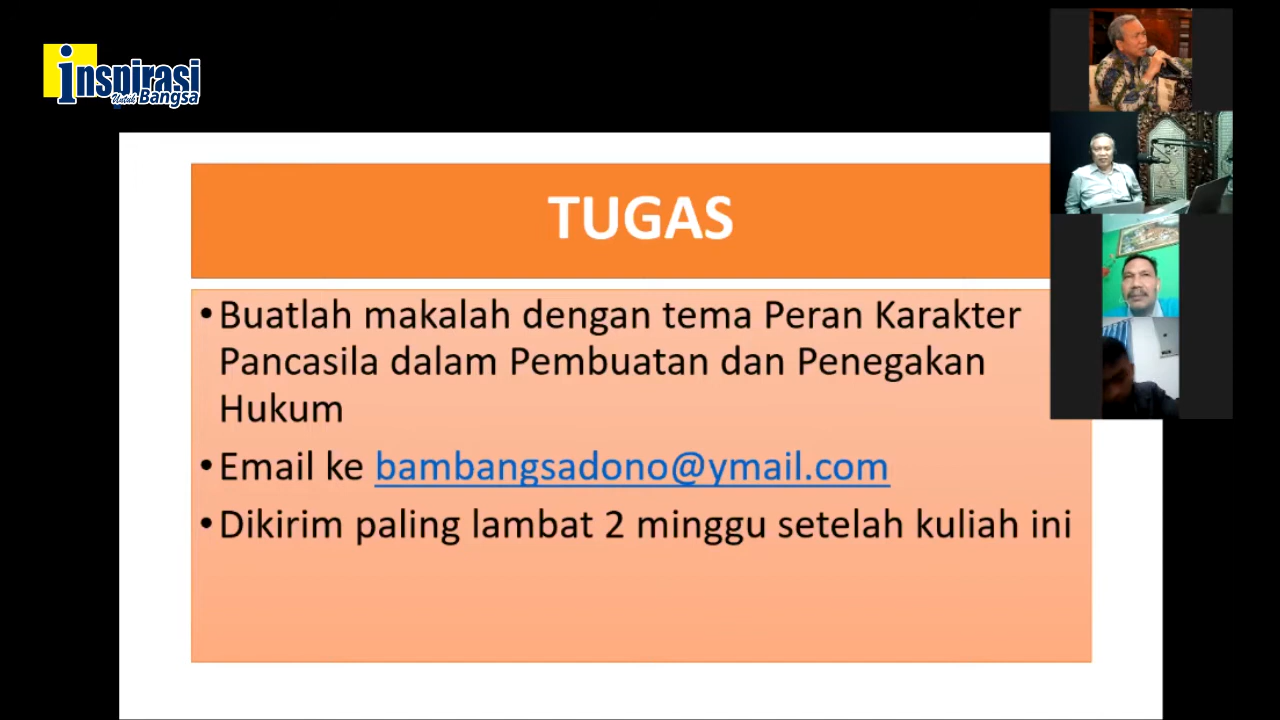 inspirasi
Untuk Bangsa
TUGAS
•Buatlah makalah dengan tema Peran Karakter
Pancasila dalam Pembuatan dan Penegakan
Hukum
•Email ke bambangsadono@ymail.com
•Dikirim paling lambat 2 minggu setelah kuliah ini